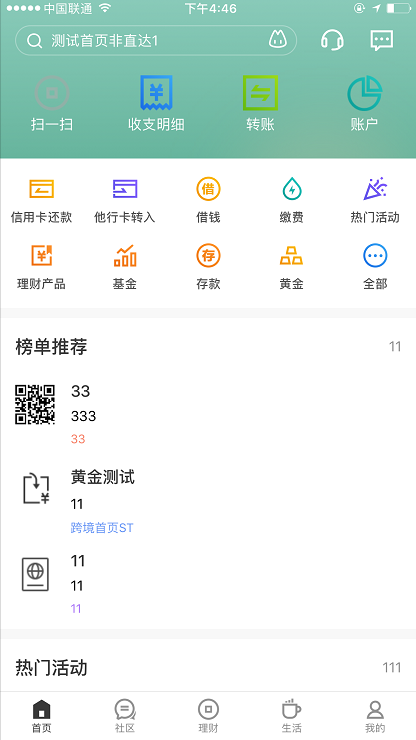 中国联通 下午4:46
测试首页非直达1
¥
扫一扫 收支明细 转账 账户
借
信用卡还款 他行卡转入 借钱 缴费 热门活动
¥ 存
理财产品 基金 存款 黄金 全部
榜单推荐 11
33
333
33
黄金测试
¥
11
跨境首页ST
11
11
11
热门活动 111
首页 社区 理财 生活 我的